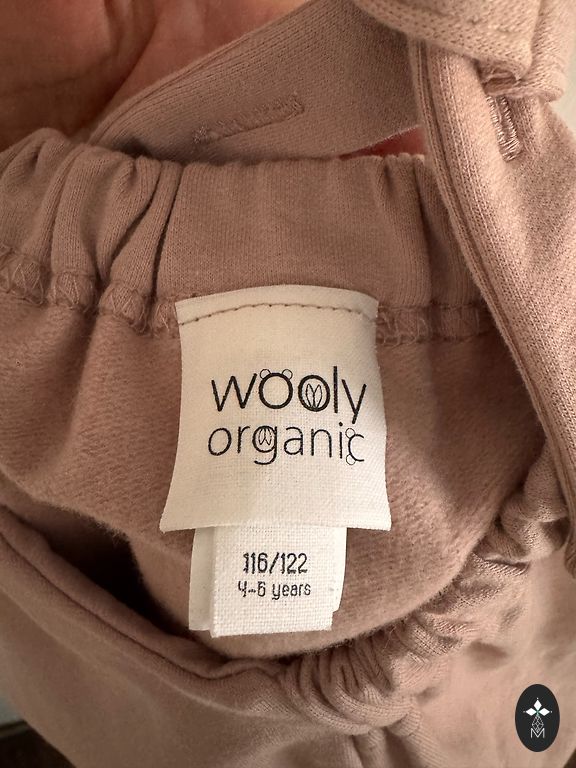 wooly
organic
116/122
4-6 years
M